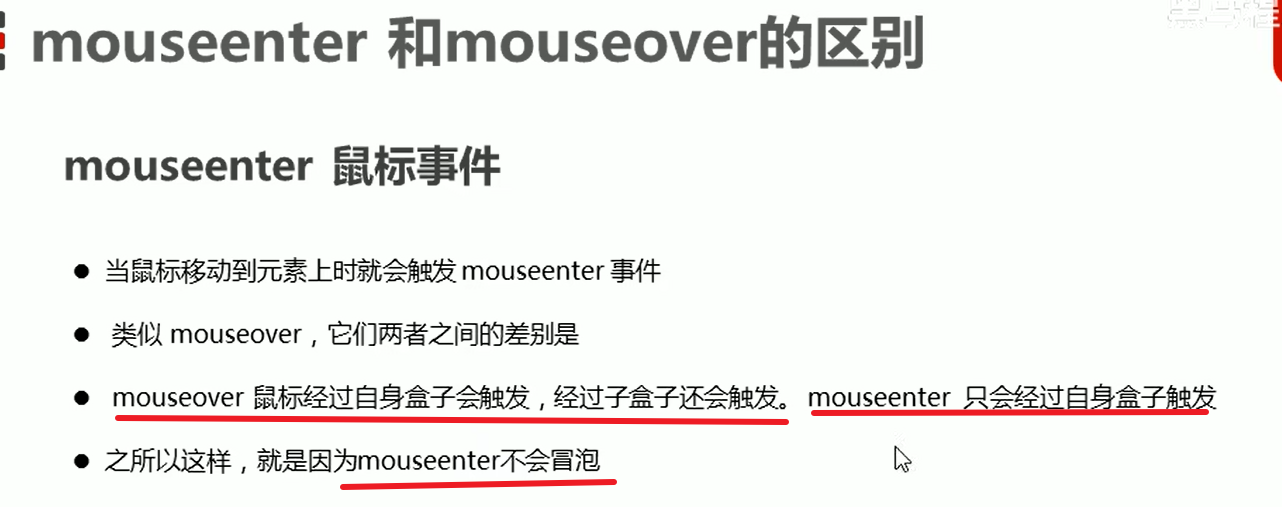 mouseenter 和mouseover的区别
mouseenter 鼠标事件
● 当鼠标移动到元素上时就会触发 mouseenter 事件
● 类似 mouseover，它们两者之间的差别是
● mouseover 鼠标经过自身盒子会触发，经过子盒子还会触发。 mouseenter 只会经过自身盒子触发
● 之所以这样，就是因为mouseenter不会冒泡